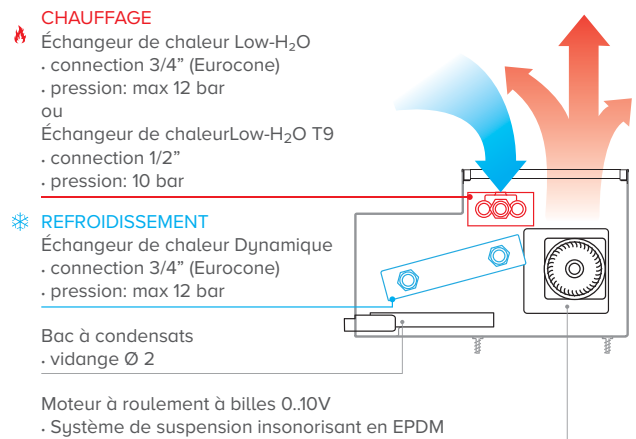 CHAUFFAGE
Échangeur de chaleur Low-H₂O
· connection 3/4” (Eurocone)
· pression: max 12 bar
ou
Échangeur de chaleurLow-H₂O T9
· connection 1/2”
· pression: 10 bar
REFROIDISSEMENT
Échangeur de chaleur Dynamique
· connection 3/4” (Eurocone)
· pression: max 12 bar
Bac à condensats
· vidange Ø 2
Moteur à roulement à billes 0..10V
· Système de suspension insonorisant en EPDM